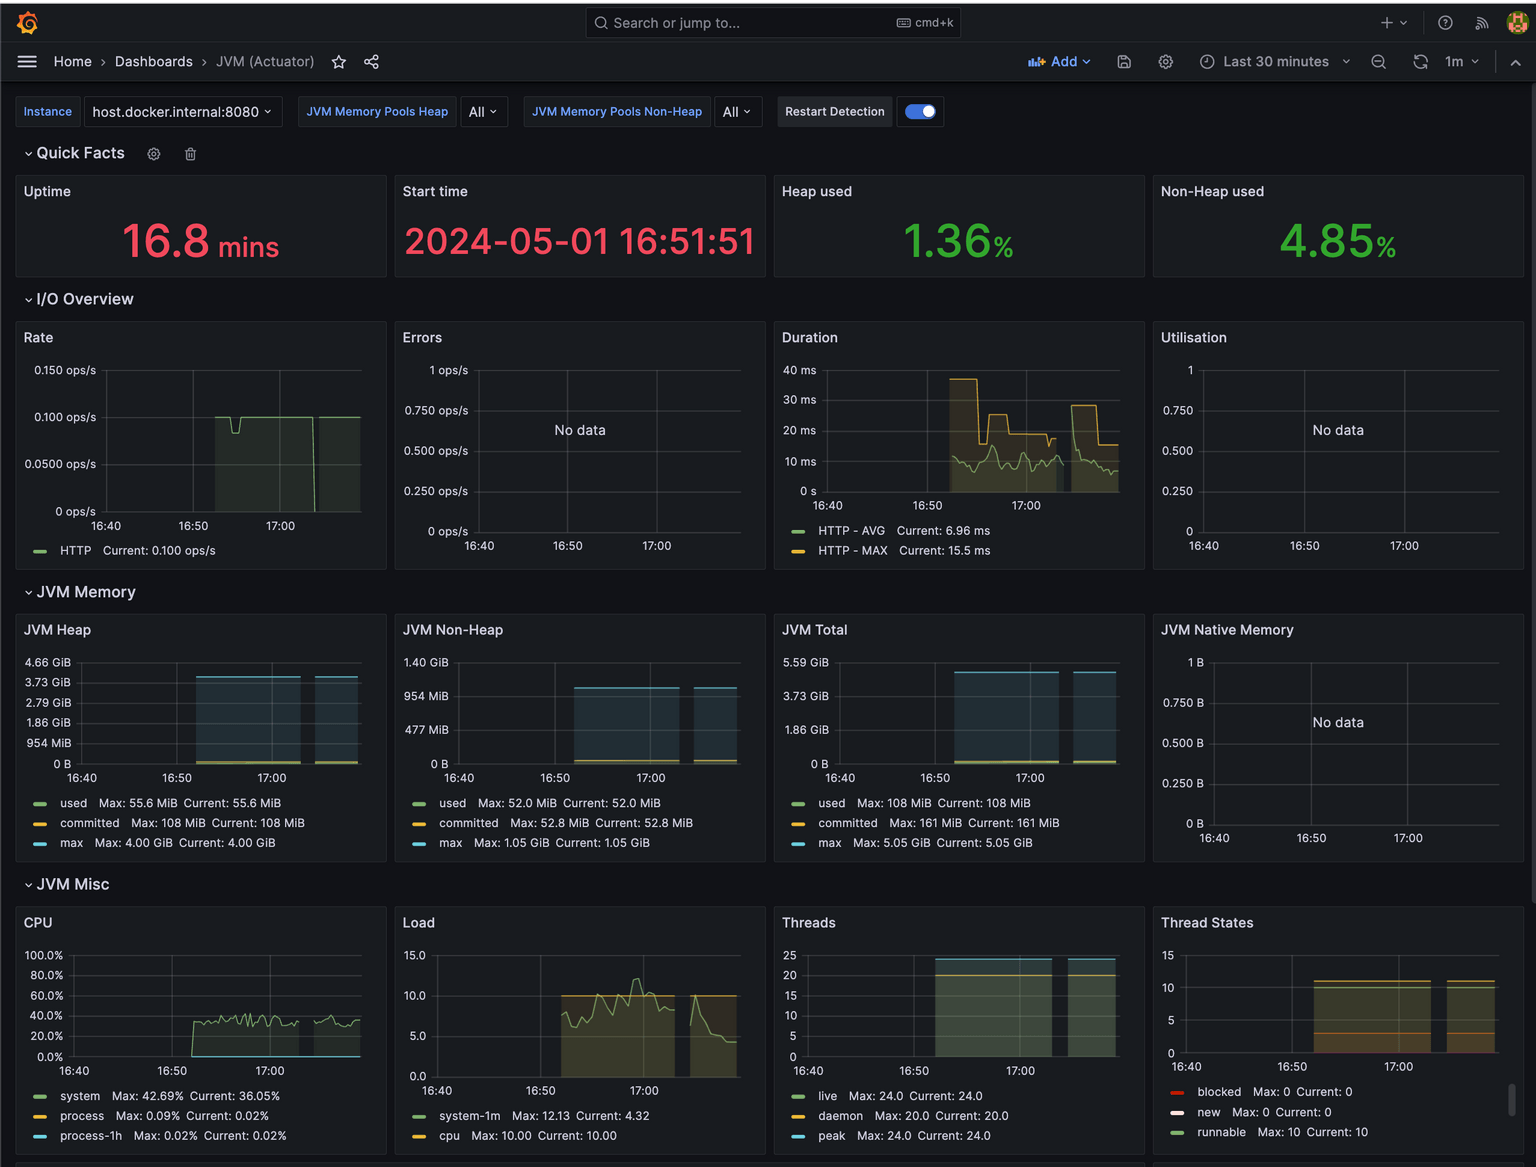 Search or jump to... cmd+k
Home › Dashboards › JVM (Actuator) Add Last 30 minutes 1m
Instance host.docker.internal:8080 JVM Memory Pools Heap All JVM Memory Pools Non-Heap All Restart Detection
Quick Facts
Uptime
16.8 mins
Start time
2024-05-01 16:51:51
Heap used
1.36%
Non-Heap used
4.85%
I/O Overview
Rate
0.150 ops/s
0.100 ops/s
0.0500 ops/s
0 ops/s
16:40 16:50 17:00
HTTP Current: 0.100 ops/s
Errors
1 ops/s
0.750 ops/s
0.500 ops/s
0.250 ops/s
0 ops/s
No data
16:40 16:50 17:00
Duration
40 ms
30 ms
20 ms
10 ms
0 s
16:40 16:50 17:00
HTTP - AVG Current: 6.96 ms
HTTP - MAX Current: 15.5 ms
Utilisation
1
0.750
0.500
0.250
0
No data
16:40 16:50 17:00
JVM Memory
JVM Heap
4.66 GiB
3.73 GiB
2.79 GiB
1.86 GiB
954 MiB
0 B
16:40 16:50 17:00
used Max: 55.6 MiB Current: 55.6 MiB
committed Max: 108 MiB Current: 108 MiB
max Max: 4.00 GiB Current: 4.00 GiB
JVM Non-Heap
1.40 GiB
954 MiB
477 MiB
0 B
16:40 16:50 17:00
used Max: 52.0 MiB Current: 52.0 MiB
committed Max: 52.8 MiB Current: 52.8 MiB
max Max: 1.05 GiB Current: 1.05 GiB
JVM Total
5.59 GiB
3.73 GiB
1.86 GiB
0 B
16:40 16:50 17:00
used Max: 108 MiB Current: 108 MiB
committed Max: 161 MiB Current: 161 MiB
max Max: 5.05 GiB Current: 5.05 GiB
JVM Native Memory
1 B
0.750 B
0.500 B
0.250 B
0 B
No data
16:40 16:50 17:00
JVM Misc
CPU
100.0%
80.0%
60.0%
40.0%
20.0%
0.0%
16:40 16:50 17:00
system Max: 42.69% Current: 36.05%
process Max: 0.09% Current: 0.02%
process-1h Max: 0.02% Current: 0.02%
Load
15.0
10.0
5.0
0.0
16:40 16:50 17:00
system-1m Max: 12.13 Current: 4.32
cpu Max: 10.00 Current: 10.00
Threads
25
20
15
10
5
0
16:40 16:50 17:00
live Max: 24.0 Current: 24.0
daemon Max: 20.0 Current: 20.0
peak Max: 24.0 Current: 24.0
Thread States
15
10
5
0
16:40 16:50 17:00
blocked Max: 0 Current: 0
new Max: 0 Current: 0
runnable Max: 10 Current: 10